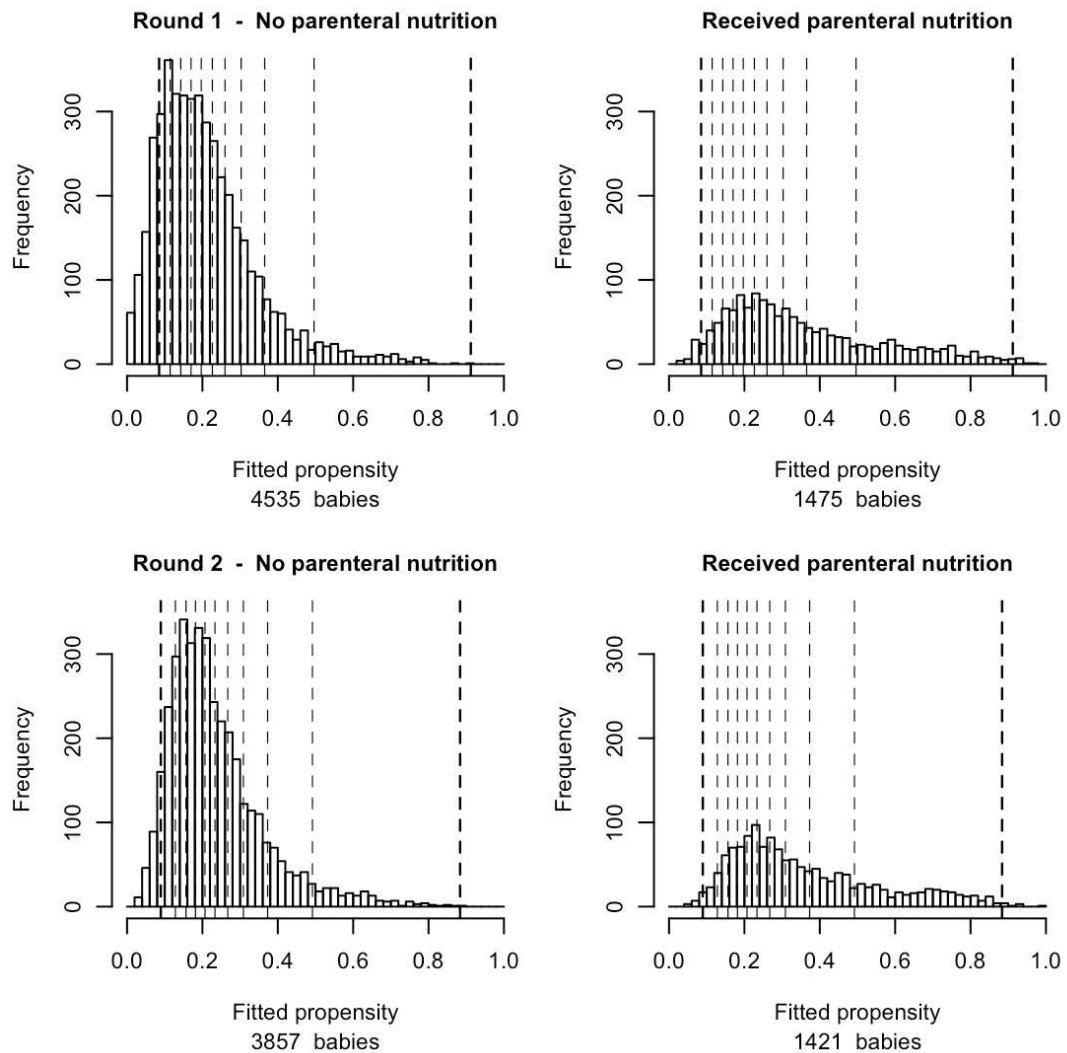 Round 1  -  No parenteral nutrition
Frequency
0
100
200
300
0.0 0.2 0.4 0.6 0.8 1.0
Fitted propensity
4535  babies
Received parenteral nutrition
Frequency
0
100
200
300
0.0 0.2 0.4 0.6 0.8 1.0
Fitted propensity
1475  babies
Round 2  -  No parenteral nutrition
Frequency
0
100
200
300
0.0 0.2 0.4 0.6 0.8 1.0
Fitted propensity
3857  babies
Received parenteral nutrition
Frequency
0
100
200
300
0.0 0.2 0.4 0.6 0.8 1.0
Fitted propensity
1421  babies